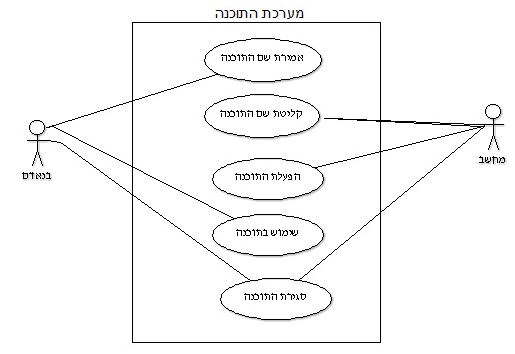 מערכת התוכנה
אמירת שם התוכנה
קליטת שם התוכנה
הפעלת התוכנה
שימוש בתוכנה
סגירת התוכנה
בנאדם
מחשב